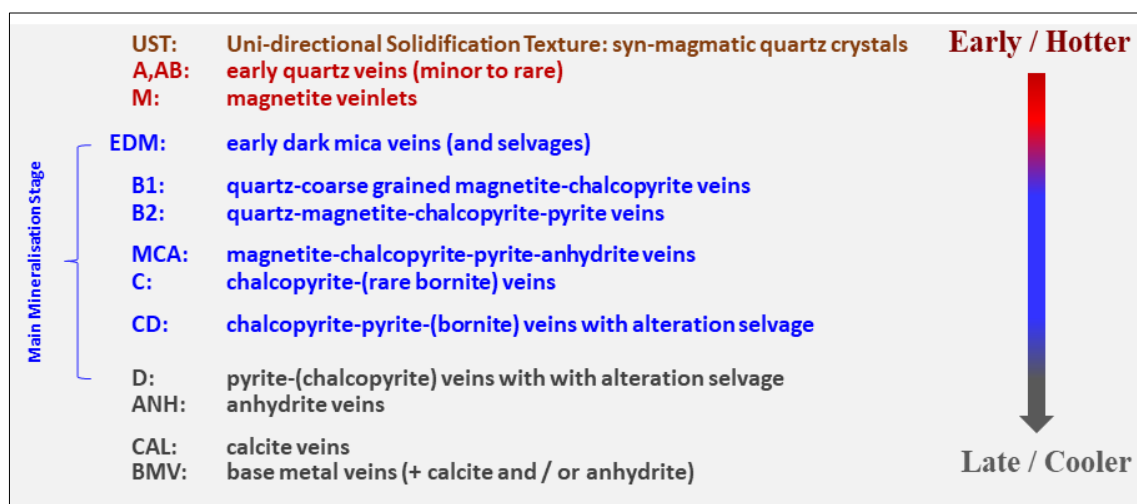 UST: Uni-directional Solidification Texture: syn-magmatic quartz crystals
Early / Hotter
A,AB: early quartz veins (minor to rare)
M: magnetite veinlets
Main Mineralisation Stage
EDM: early dark mica veins (and selvages)
B1: quartz-coarse grained magnetite-chalcopyrite veins
B2: quartz-magnetite-chalcopyrite-pyrite veins
MCA: magnetite-chalcopyrite-pyrite-anhydrite veins
C: chalcopyrite-(rare bornite) veins
CD: chalcopyrite-pyrite-(bornite) veins with alteration selvage
D: pyrite-(chalcopyrite) veins with with alteration selvage
ANH: anhydrite veins
CAL: calcite veins
BMV: base metal veins (+ calcite and / or anhydrite)
Late / Cooler